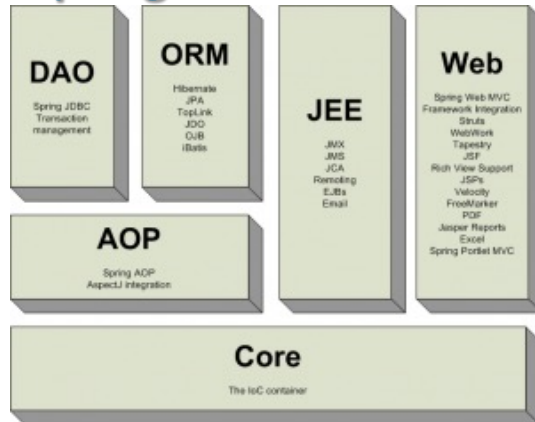 DAO
Spring JDBC
Transaction
management
ORM
Hibernate
JPA
TopLink
JDO
OJB
iBatis
JEE
JMX
JMS
JCA
Remoting
EJBs
Email
Web
Spring Web MVC
Framework Integration
Struts
WebWork
Tapestry
JSF
Rich View Support
JSPs
Velocity
FreeMarker
PDF
Jasper Reports
Excel
Spring Portlet MVC
AOP
Spring AOP
AspectJ integration
Core
The IoC container